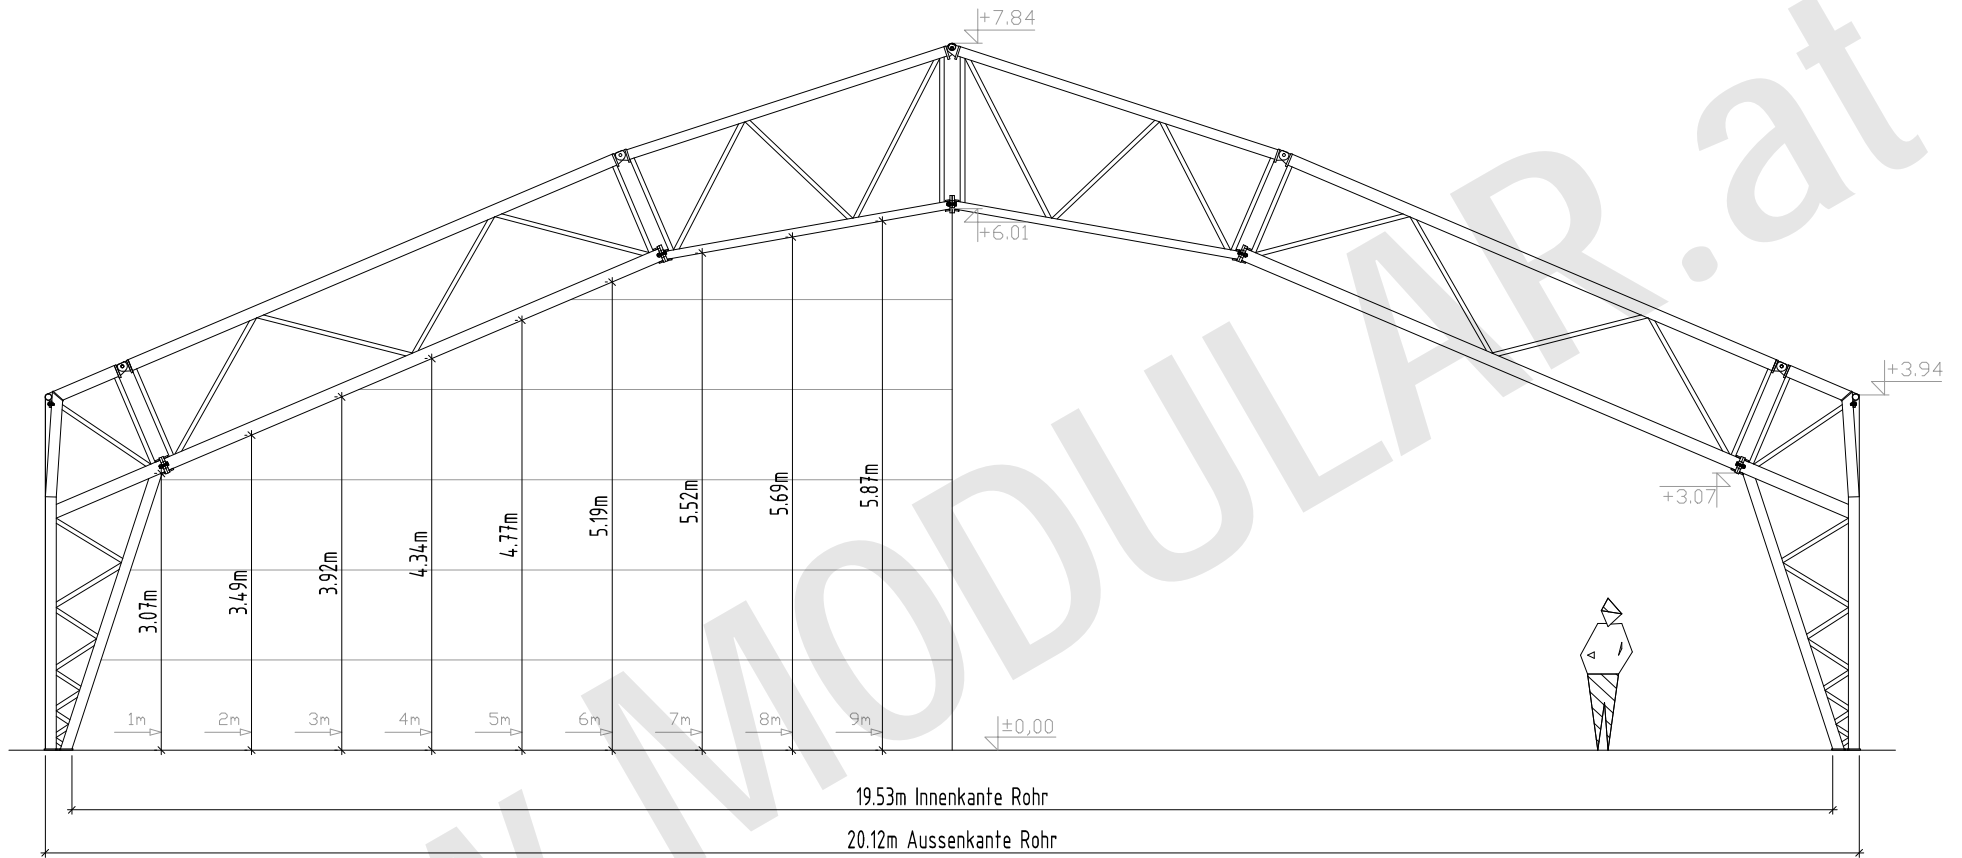 +7.84
+6.01
+3.94
+3.07
5.87m
5.69m
5.52m
5.19m
4.77m
4.34m
3.92m
3.49m
3.07m
1m 2m 3m 4m 5m 6m 7m 8m 9m
±0,00
19.53m Innenkante Rohr
20.12m Aussenkante Rohr
w MODULAR.at